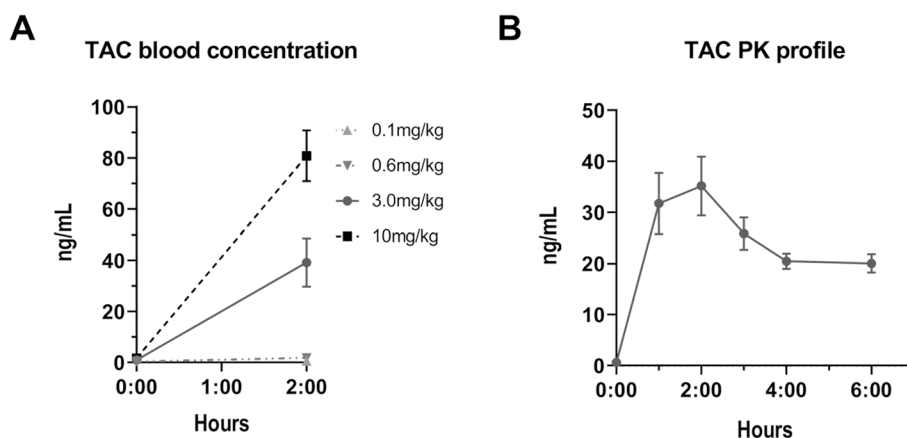 A
TAC blood concentration
100
80
60
40
20
0
ng/mL
0:00
1:00
2:00
Hours
0.1mg/kg
0.6mg/kg
3.0mg/kg
10mg/kg
B
TAC PK profile
50
40
30
20
10
0
ng/mL
0:00
2:00
4:00
6:00
Hours